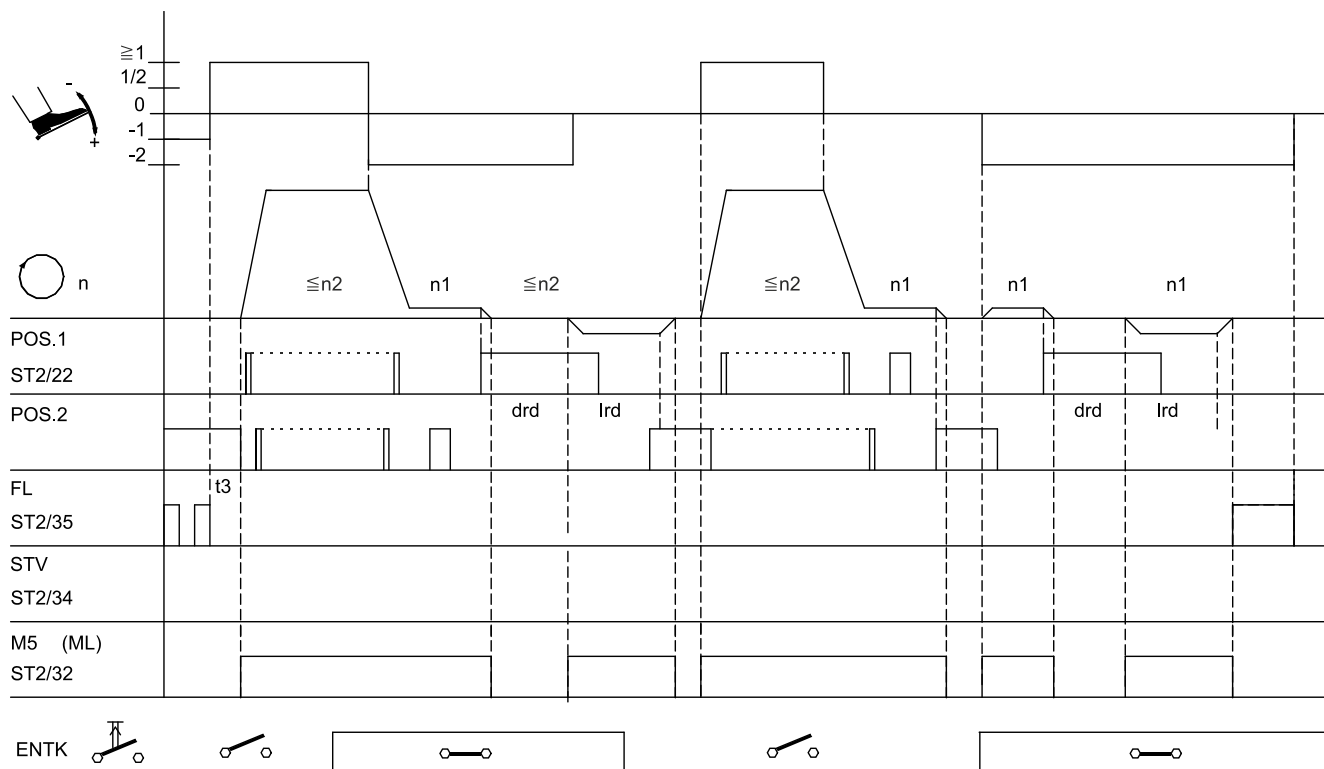 ≧1
1/2
0
-1
-2
-
+
n
≦n2 n1 ≦n2 ≦n2 n1 n1 n1
POS.1
ST2/22
POS.2 drd lrd drd lrd
FL t3
ST2/35
STV
ST2/34
M5 (ML)
ST2/32
ENTK